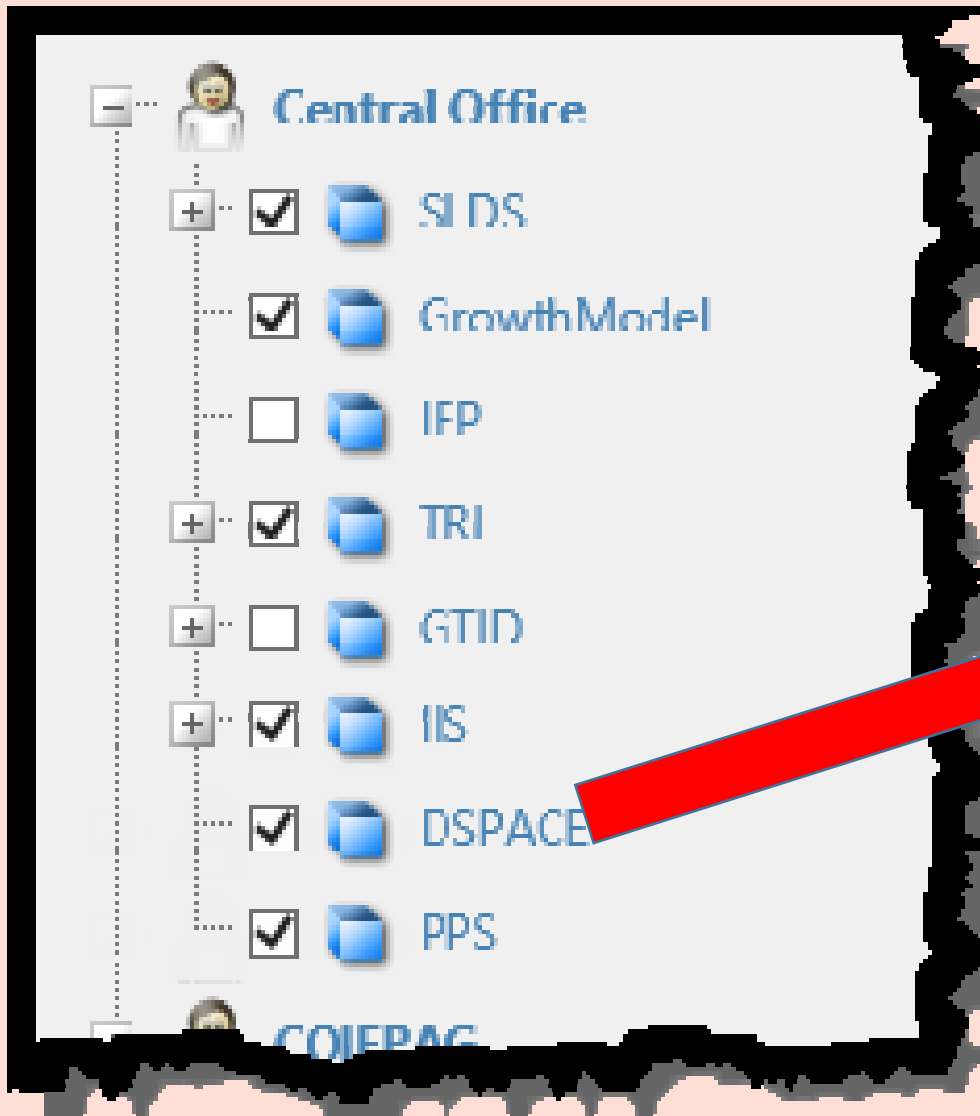 Central Office
SLDS
GrowthModel
IFP
TRI
GTID
IIS
DSPACE
PPS